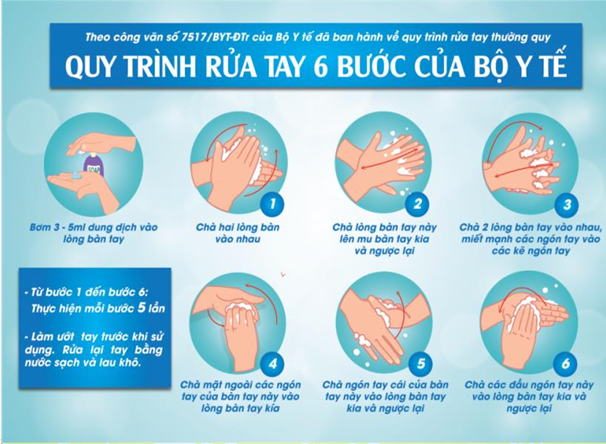 Theo công văn số 7517/BYT-ĐTr của Bộ Y tế đã ban hành về quy trình rửa tay thường quy
QUY TRÌNH RỬA TAY 6 BƯỚC CỦA BỘ Y TẾ
SOAP
Bơm 3 - 5ml dung dịch vào
lòng bàn tay
1
Chà hai lòng bàn
vào nhau
2
Chà lòng bàn tay này
lên mu bàn tay kia
và ngược lại
3
Chà 2 lòng bàn tay vào nhau,
miết mạnh các ngón tay vào
các kẽ ngón tay
- Từ bước 1 đến bước 6:
Thực hiện mỗi bước 5 lần
- Làm ướt tay trước khi sử
dụng. Rửa lại tay bằng
nước sạch và lau khô.
4
Chà mặt ngoài các ngón
tay của bàn tay này vào
lòng bàn tay kía
5
Chà ngón tay cái của bàn
tay này vào lòng bàn tay
kia và ngược lại
6
Chà các đầu ngón tay này
vào lòng bàn tay kia và
ngược lại